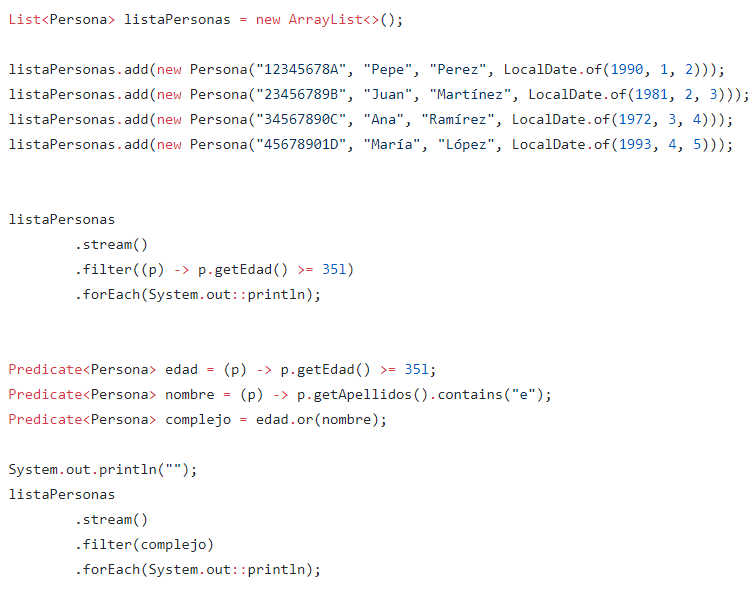 List<Persona> listaPersonas = new ArrayList<>();
listaPersonas.add(new Persona("12345678A", "Pepe", "Perez", LocalDate.of(1990, 1, 2)));
listaPersonas.add(new Persona("23456789B", "Juan", "Martínez", LocalDate.of(1981, 2, 3)));
listaPersonas.add(new Persona("34567890C", "Ana", "Ramírez", LocalDate.of(1972, 3, 4)));
listaPersonas.add(new Persona("45678901D", "María", "López", LocalDate.of(1993, 4, 5)));
listaPersonas
.stream()
.filter((p) -> p.getEdad() >= 35l)
.forEach(System.out::println);
Predicate<Persona> edad = (p) -> p.getEdad() >= 35l;
Predicate<Persona> nombre = (p) -> p.getApellidos().contains("e");
Predicate<Persona> complejo = edad.or(nombre);
System.out.println("");
listaPersonas
.stream()
.filter(complejo)
.forEach(System.out::println);